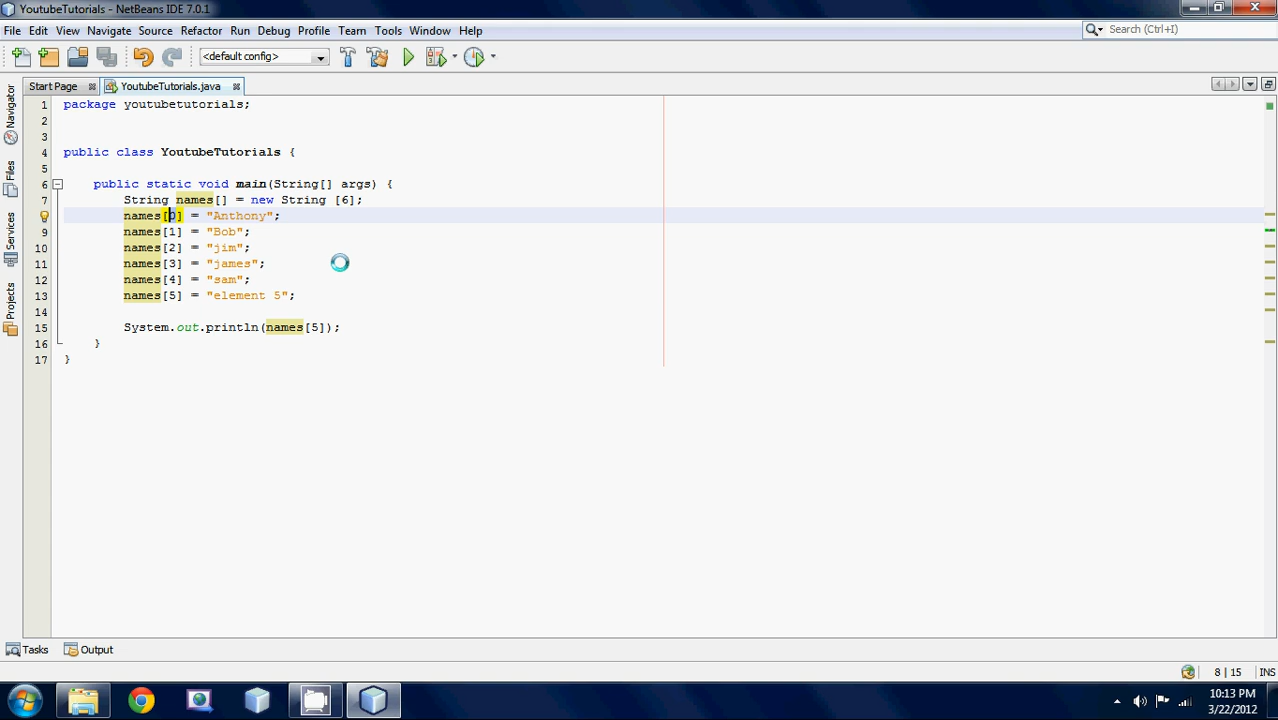 YoutubeTutorials - NetBeans IDE 7.0.1
File Edit View Navigate Source Refactor Run Debug Profile Team Tools Window Help
Search (Ctrl+I)
<default config>
Start Page YoutubeTutorials.java
Navigator
Files
Services
Projects
1 package youtubetutorials;
2
3
4 public class YoutubeTutorials {
5
6 public static void main(String[] args) {
7 String names[] = new String [6];
names[0] = "Anthony";
9 names[1] = "Bob";
10 names[2] = "jim";
11 names[3] = "james";
12 names[4] = "sam";
13 names[5] = "element 5";
14
15 System.out.println(names[5]);
16 }
17 }
Tasks Output
8 | 15 INS
10:13 PM
3/22/2012